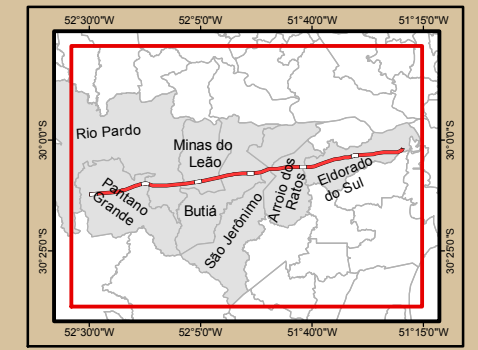 52°30'0"W 52°5'0"W 51°40'0"W 51°15'0"W
30°0'0"S
30°0'0"S
Rio Pardo
Minas do
Leão
Pantano
Grande
Butiá
São Jerônimo
Arroio dos
Ratos
Eldorado
do Sul
30°25'0"S
30°25'0"S
52°30'0"W 52°5'0"W 51°40'0"W 51°15'0"W